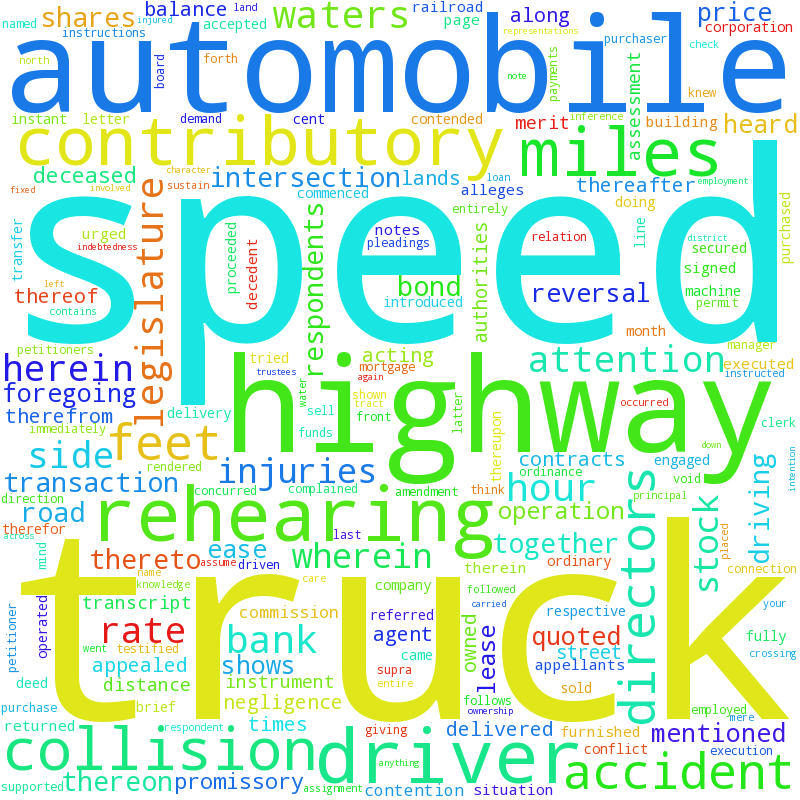 named
instructions
injured
balance
land
railroad
page
along
price
shares
accepted
waters
purchaser
corporation
automobile
north
forth
board
representations
note
payments
check
knew
instant
letter
demand
cent
contended
merit
inference
building
heard
contributory
miles
assessment
deceased
character
intersection
lands
loan
thereafter
employment
fixed
involved
sustain
commenced
alleges
doing
purchased
speed
legislature
urged
transfer
indebtedness
proceeded
decedent
respondents
notes
pleadings
entirely
authorities
relation
line
district
secured
signed
thereof
left
contains
bond
introduced
reversal
machine
permit
month
petitioners
herein
foregoing
therefrom
immediately
tried
trustees
acting
mortgage
again
shown
tract
front
latter
attention
manager
executed
instructed
highway
delivery
water
sell
funds
occurred
thereupon
clerk
down
side
feet
rendered
injuries
transaction
concurred
complained
contracts
engaged
ordinance
void
intention
direction
amendment
think
hour
principal
driving
road
rehearing
last
operation
directors
stock
therefor
across
mind
thereto
assume
ease
driven
wherein
together
ordinary
placed
connection
name
knowledge
care
company
therein
followed
your
petitioner
operated
transcript
commission
referred
carried
respective
rate
went
testified
bank
agent
owned
quoted
fully
truck
appealed
shows
came
supra
lease
street
appellants
crossing
deed
distance
instrument
entire
follows
sold
purchase
brief
negligence
ownership
employed
mere
returned
respondent
times
giving
delivered
furnished
mentioned
collision
driver
conflict
execution
accident
supported
thereon
promissory
anything
assignment
contention
situation